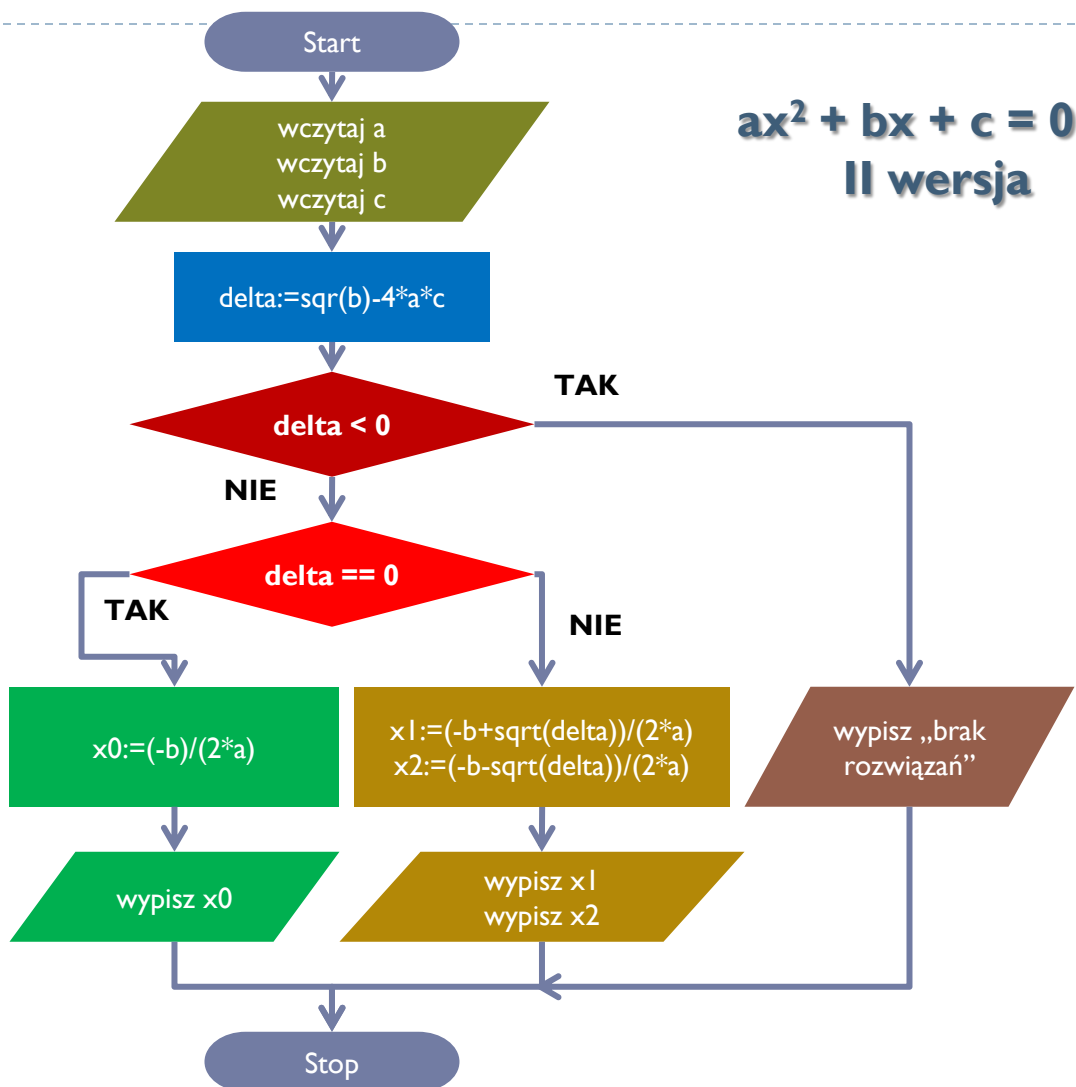 Start
ax² + bx + c = 0
II wersja
wczytaj a
wczytaj b
wczytaj c
delta:=sqr(b)-4*a*c
delta < 0
TAK
NIE
delta == 0
TAK
NIE
x0:=(-b)/(2*a)
x1:=(-b+sqrt(delta))/(2*a)
x2:=(-b-sqrt(delta))/(2*a)
wypisz „brak
rozwiązań”
wypisz x0
wypisz x1
wypisz x2
Stop